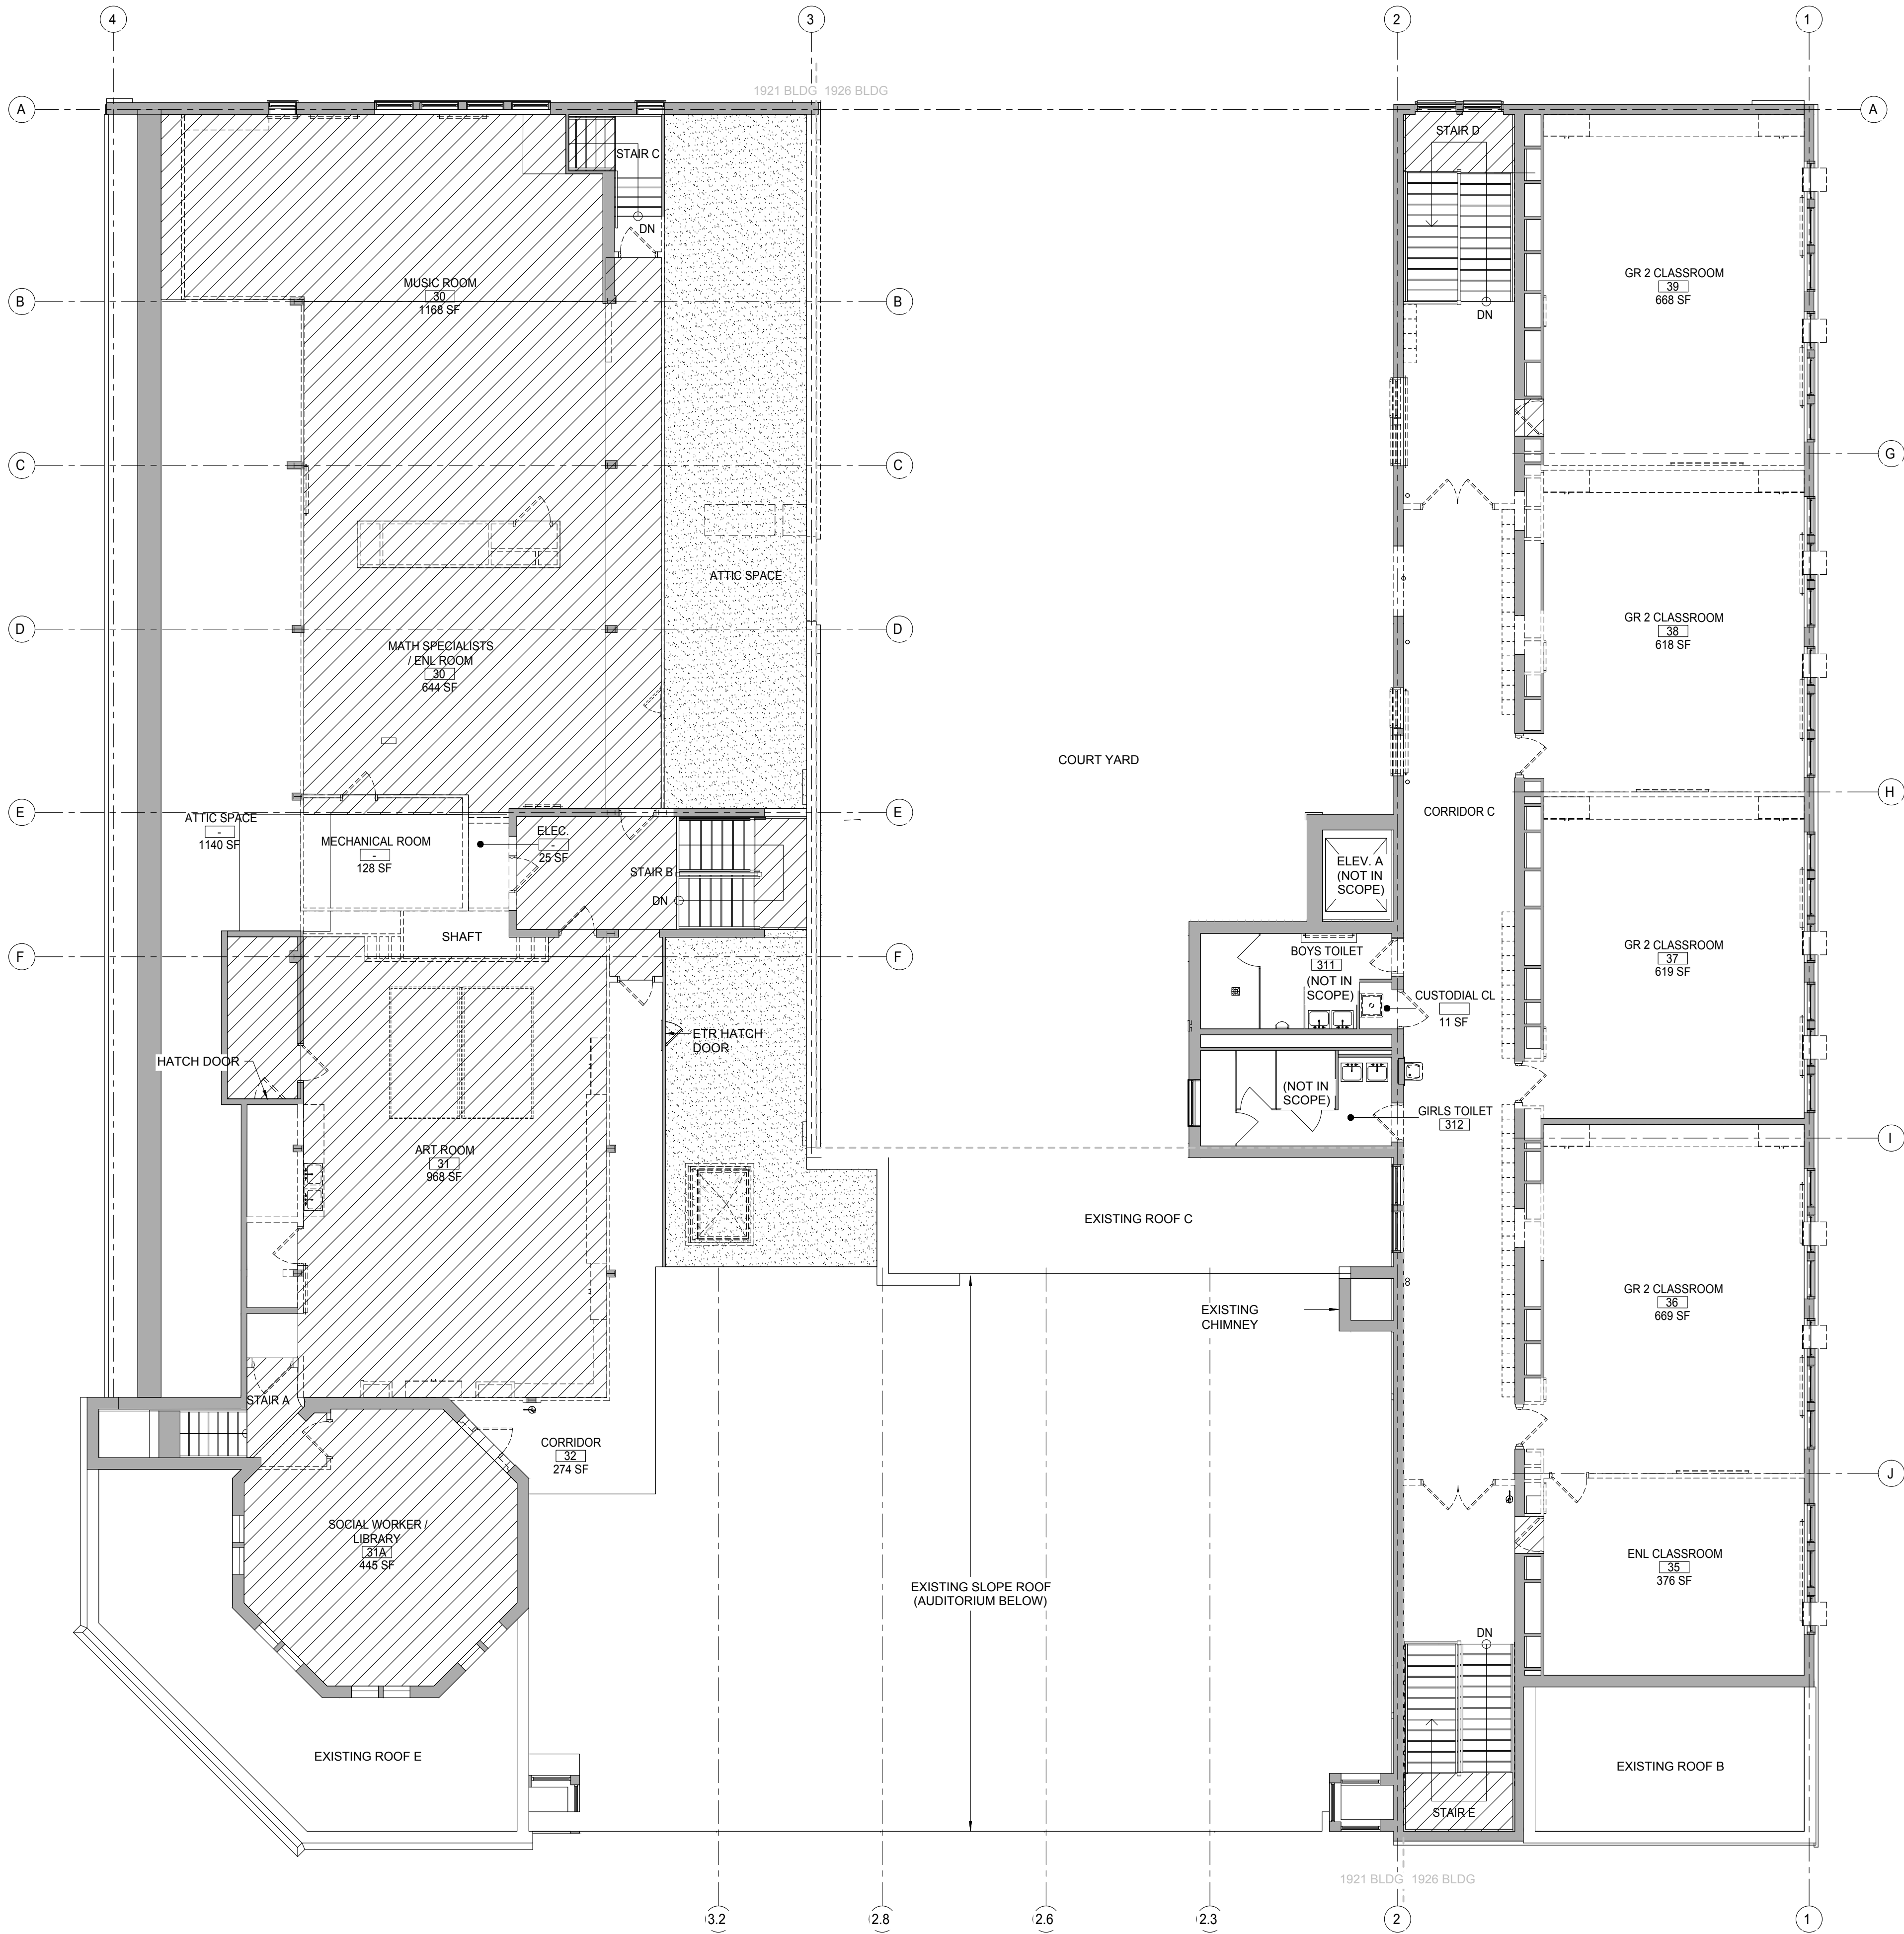 4
3
2
1
1921 BLDG 1926 BLDG
A
A
STAIR C
STAIR D
DN
GR 2 CLASSROOM
39
668 SF
MUSIC ROOM
30
1168 SF
B
B
DN
C
C
G
ATTIC SPACE
GR 2 CLASSROOM
38
618 SF
D
D
MATH SPECIALISTS
/ ENL ROOM
30
644 SF
COURT YARD
H
E
E
CORRIDOR C
ATTIC SPACE
-
1140 SF
MECHANICAL ROOM
-
128 SF
ELEC.
-
25 SF
STAIR B
DN
ELEV. A
(NOT IN
SCOPE)
SHAFT
F
F
BOYS TOILET
311
(NOT IN
SCOPE)
GR 2 CLASSROOM
37
619 SF
CUSTODIAL CL
11 SF
ETR HATCH
DOOR
HATCH DOOR
(NOT IN
SCOPE)
GIRLS TOILET
312
I
ART ROOM
31
968 SF
EXISTING ROOF C
GR 2 CLASSROOM
36
669 SF
EXISTING
CHIMNEY
STAIR A
CORRIDOR
32
274 SF
J
SOCIAL WORKER /
LIBRARY
31A
445 SF
ENL CLASSROOM
35
376 SF
EXISTING SLOPE ROOF
(AUDITORIUM BELOW)
DN
EXISTING ROOF E
EXISTING ROOF B
STAIR E
1921 BLDG 1926 BLDG
3.2
2.8
2.6
2.3
2
1